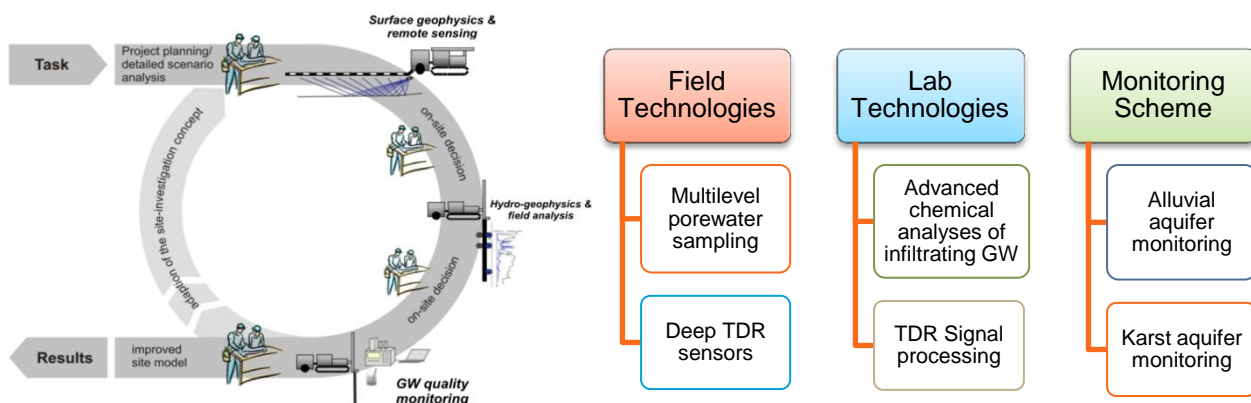 Surface geophysics &
remote sensing
Task
Project planning/
detailed scenario
analysis
on-site decision
Hydro-geophysics &
field analysis
on-site decision
adaption of the site-investigation concept
Results
improved
site model
GW quality
monitoring
Field
Technologies
Multilevel
porewater
sampling
Deep TDR
sensors
Lab
Technologies
Advanced
chemical
analyses of
infiltrating GW
TDR Signal
processing
Monitoring
Scheme
Alluvial
aquifer
monitoring
Karst aquifer
monitoring